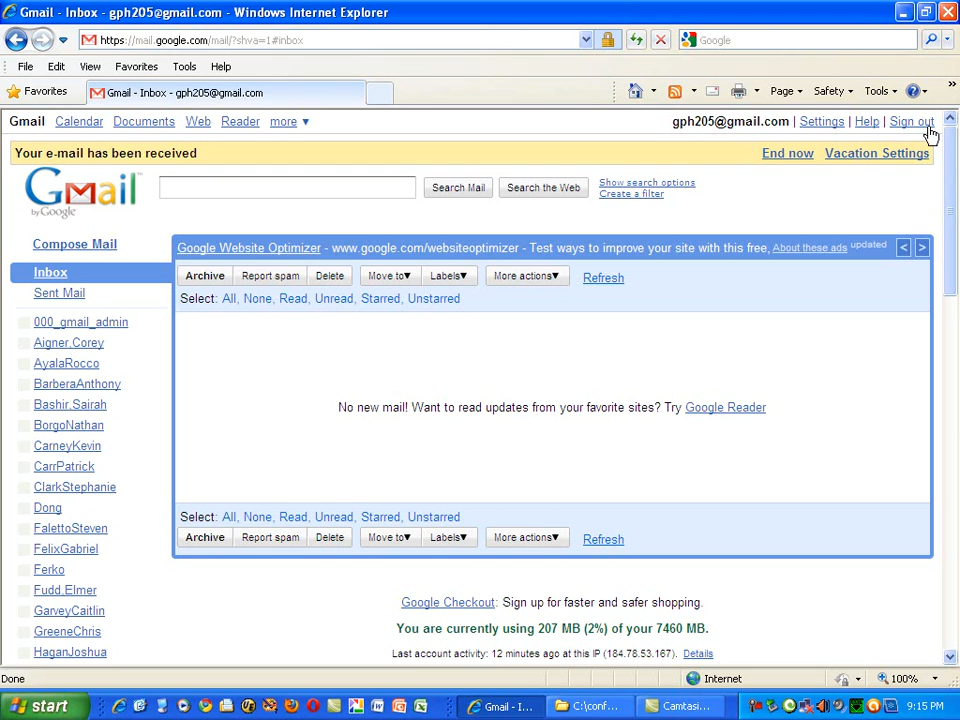 Gmail - Inbox - gph205@gmail.com - Windows Internet Explorer
https://mail.google.com/mail/?shva=1#inbox
Google
File Edit View Favorites Tools Help
Favorites
Gmail - Inbox - gph205@gmail.com
Page Safety Tools
Gmail Calendar Documents Web Reader more ▼
gph205@gmail.com | Settings | Help | Sign out
Your e-mail has been received
End now Vacation Settings
Gmail
by Google
Search Mail
Search the Web
Show search options
Create a filter
Compose Mail
Google Website Optimizer - www.google.com/websiteoptimizer - Test ways to improve your site with this free, About these ads updated < >
Inbox
Archive Report spam Delete Move to▼ Labels▼ More actions▼ Refresh
Sent Mail
Select: All, None, Read, Unread, Starred, Unstarred
000_gmail_admin
Aigner,Corey
AyalaRocco
BarberaAnthony
Bashir.Sairah
BorgoNathan
CarneyKevin
CarrPatrick
ClarkStephanie
Dong
FalettoSteven
FelixGabriel
Ferko
Fudd.Elmer
GarveyCaitlin
GreeneChris
HaganJoshua
No new mail! Want to read updates from your favorite sites? Try Google Reader
Select: All, None, Read, Unread, Starred, Unstarred
Archive Report spam Delete Move to▼ Labels▼ More actions▼ Refresh
Google Checkout: Sign up for faster and safer shopping.
You are currently using 207 MB (2%) of your 7460 MB.
Last account activity: 12 minutes ago at this IP (184.78.53.167). Details
Done
Internet
100%
start
Gmail - I...
C:\conf...
Camtasi...
9:15 PM